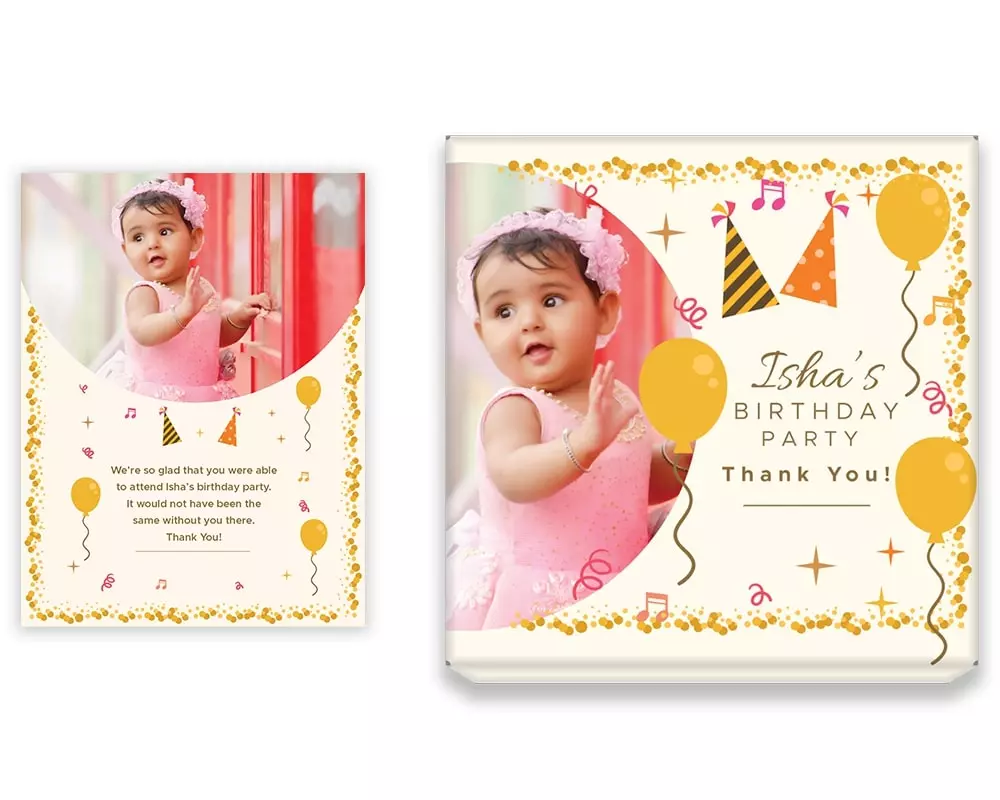 We're so glad that you were able
to attend Isha's birthday party.
It would not have been the
same without you there.
Thank You!
Isha's
BIRTHDAY
PARTY
Thank You!